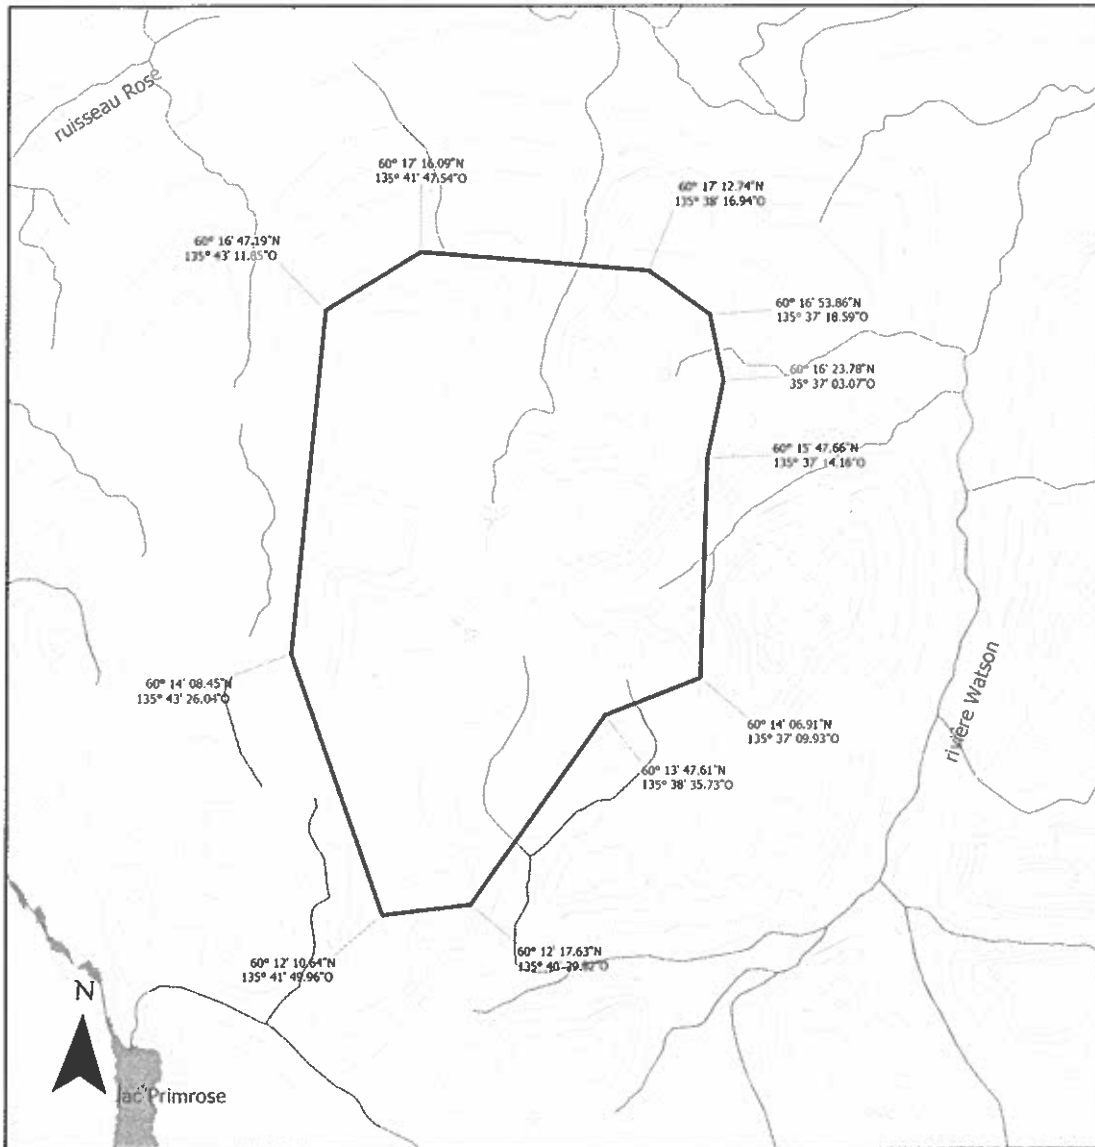 ruisseau Rose
60° 17' 16.09"N
135° 41' 47.54"O
60° 17' 12.74"N
135° 38' 16.94"O
60° 16' 47.19"N
135° 43' 11.85"O
60° 16' 53.86"N
135° 37' 18.59"O
60° 16' 23.78"N
35° 37' 03.07"O
60° 15' 47.66"N
135° 37' 14.16"O
60° 14' 08.45"N
135° 43' 26.04"O
rivière Watson
60° 14' 06.91"N
135° 37' 09.93"O
60° 13' 47.61"N
135° 38' 35.73"O
60° 12' 17.63"N
135° 40'
60° 12' 10.64"N
135° 41' 49.96"O
N
lac Primrose